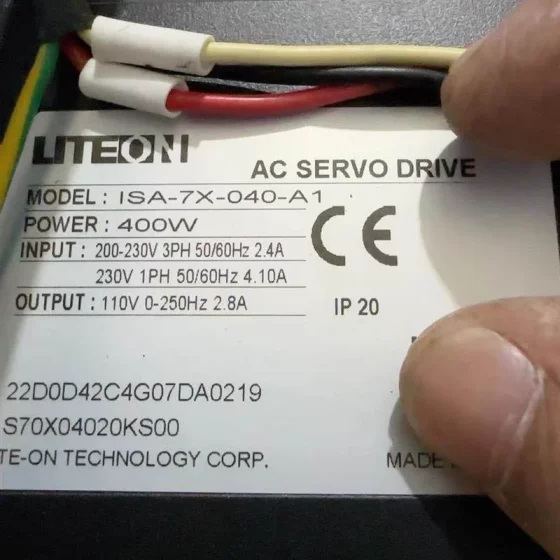 LITEON
AC SERVO DRIVE
MODEL : ISA-7X-040-A1
POWER : 400W
INPUT : 200-230V 3PH 50/60Hz 2.4A
230V 1PH 50/60Hz 4.10A
OUTPUT : 110V 0-250Hz 2.8A
CE
IP 20
22D0D42C4G07DA0219
S70X04020KS00
TE-ON TECHNOLOGY CORP.
MADE